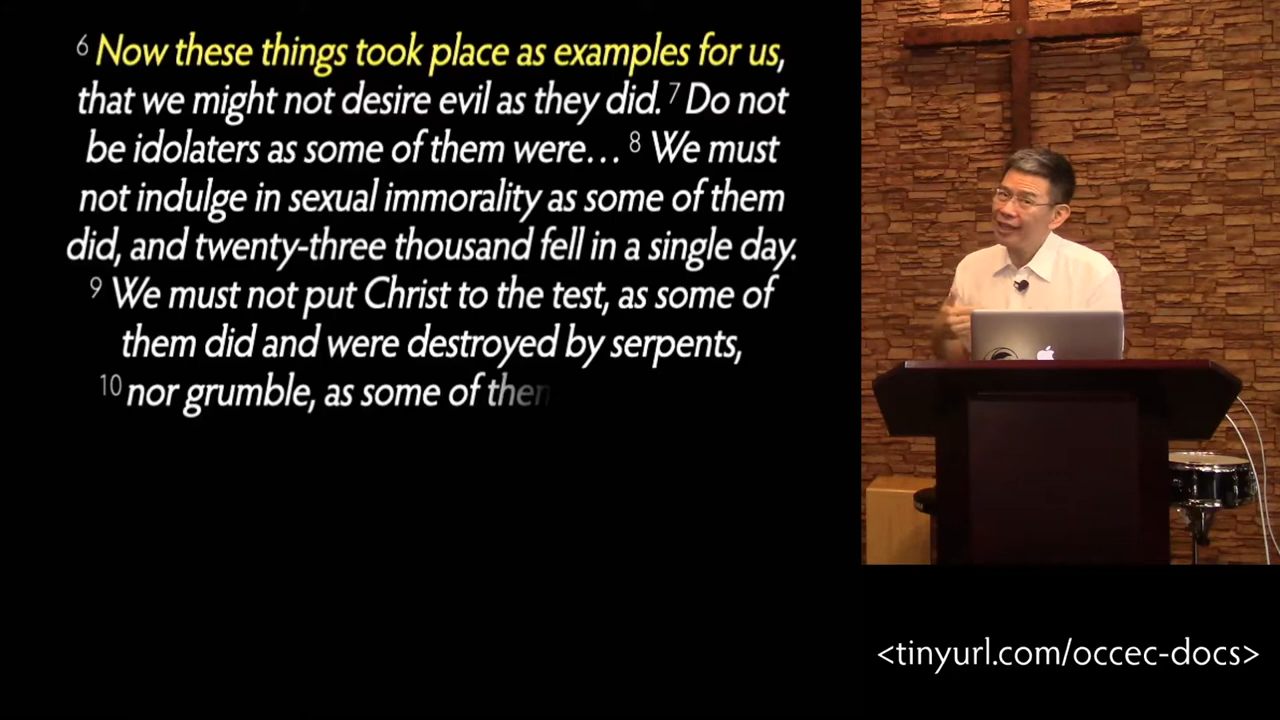 6 Now these things took place as examples for us,
that we might not desire evil as they did. 7 Do not
be idolaters as some of them were… 8 We must
not indulge in sexual immorality as some of them
did, and twenty-three thousand fell in a single day.
9 We must not put Christ to the test, as some of
them did and were destroyed by serpents,
10 nor grumble, as some of them
<tinyurl.com/occec-docs>